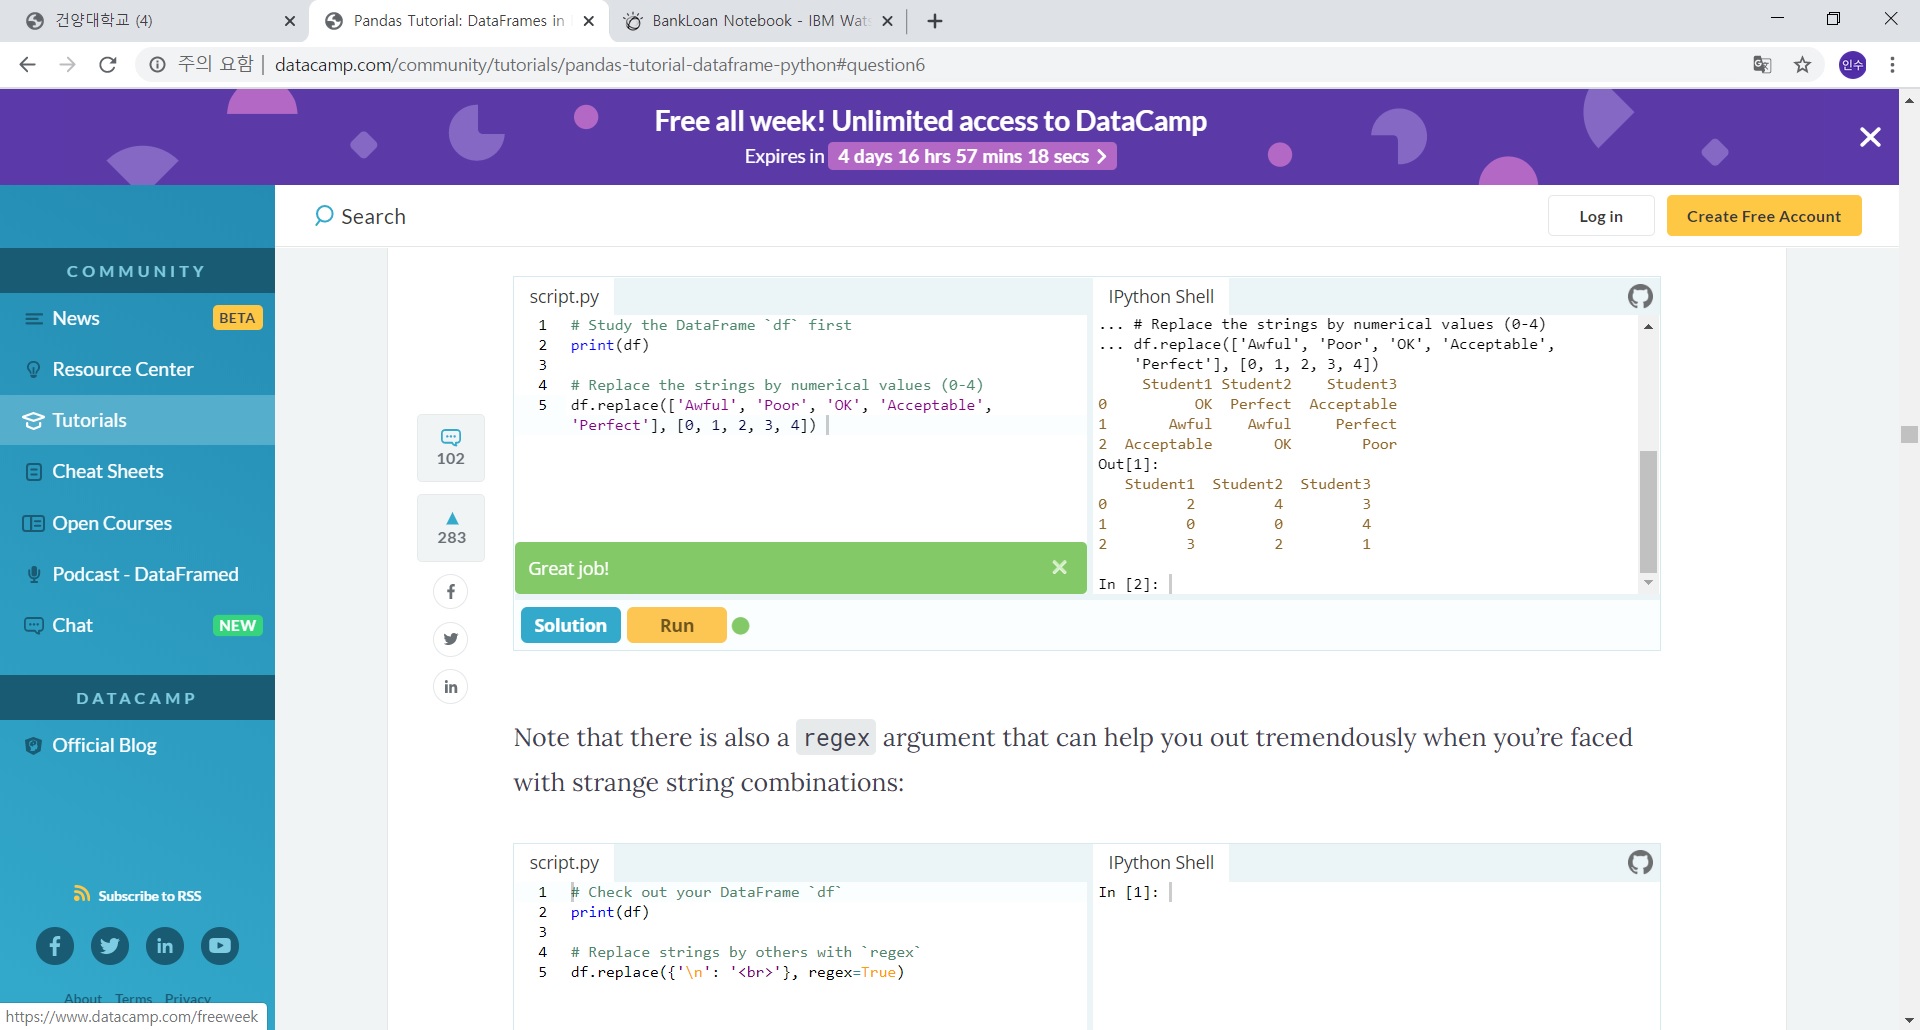 건양대학교 (4)
Pandas Tutorial: DataFrames in
BankLoan Notebook - IBM Wats
주의 요함 | datacamp.com/community/tutorials/pandas-tutorial-dataframe-python#question6
인수
Free all week! Unlimited access to DataCamp
Expires in 4 days 16 hrs 57 mins 18 secs
Search
Log in
Create Free Account
COMMUNITY
News
BETA
Resource Center
Tutorials
Cheat Sheets
Open Courses
Podcast - DataFramed
Chat
NEW
DATACAMP
Official Blog
Subscribe to RSS
About Terms Privacy
https://www.datacamp.com/freeweek
102
283
script.py
1 # Study the DataFrame `df` first
2 print(df)
3
4 # Replace the strings by numerical values (0-4)
5 df.replace(['Awful', 'Poor', 'OK', 'Acceptable',
'Perfect'], [0, 1, 2, 3, 4])
Great job!
Solution
Run
IPython Shell
... # Replace the strings by numerical values (0-4)
... df.replace(['Awful', 'Poor', 'OK', 'Acceptable',
'Perfect'], [0, 1, 2, 3, 4])
Student1 Student2 Student3
0 OK Perfect Acceptable
1 Awful Awful Perfect
2 Acceptable OK Poor
Out[1]:
Student1 Student2 Student3
0 2 4 3
1 0 0 4
2 3 2 1
In [2]:
Note that there is also a regex argument that can help you out tremendously when you’re faced
with strange string combinations:
script.py
1 # Check out your DataFrame `df`
2 print(df)
3
4 # Replace strings by others with `regex`
5 df.replace({'\n': '<br>'}, regex=True)
IPython Shell
In [1]: